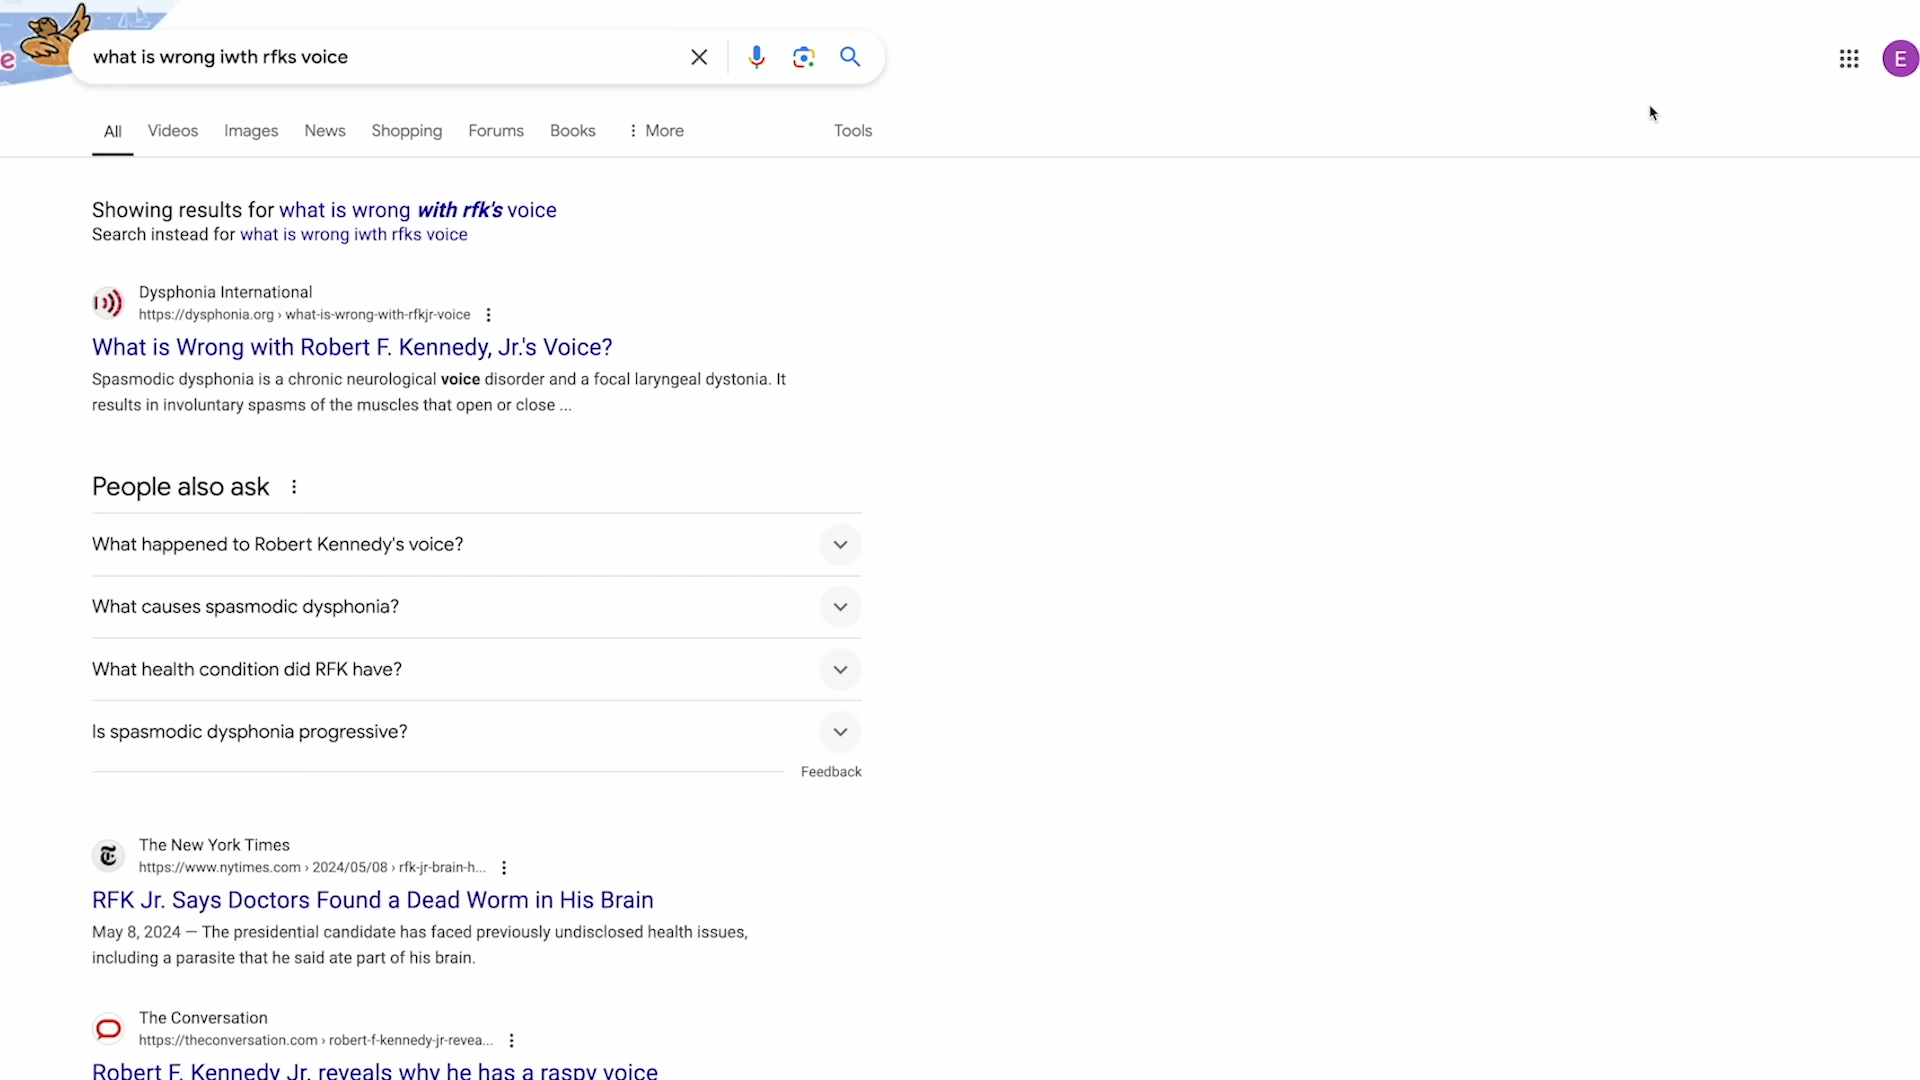 e
what is wrong iwth rfks voice
E
All Videos Images News Shopping Forums Books More Tools
Showing results for what is wrong with rfk's voice
Search instead for what is wrong iwth rfks voice
Dysphonia International
https://dysphonia.org › what-is-wrong-with-rfkjr-voice
What is Wrong with Robert F. Kennedy, Jr.'s Voice?
Spasmodic dysphonia is a chronic neurological voice disorder and a focal laryngeal dystonia. It
results in involuntary spasms of the muscles that open or close ...
People also ask
What happened to Robert Kennedy's voice?
What causes spasmodic dysphonia?
What health condition did RFK have?
Is spasmodic dysphonia progressive?
Feedback
The New York Times
https://www.nytimes.com › 2024/05/08 › rfk-jr-brain-h...
RFK Jr. Says Doctors Found a Dead Worm in His Brain
May 8, 2024 — The presidential candidate has faced previously undisclosed health issues,
including a parasite that he said ate part of his brain.
The Conversation
https://theconversation.com › robert-f-kennedy-jr-revea...
Robert F. Kennedy Jr. reveals why he has a raspy voice